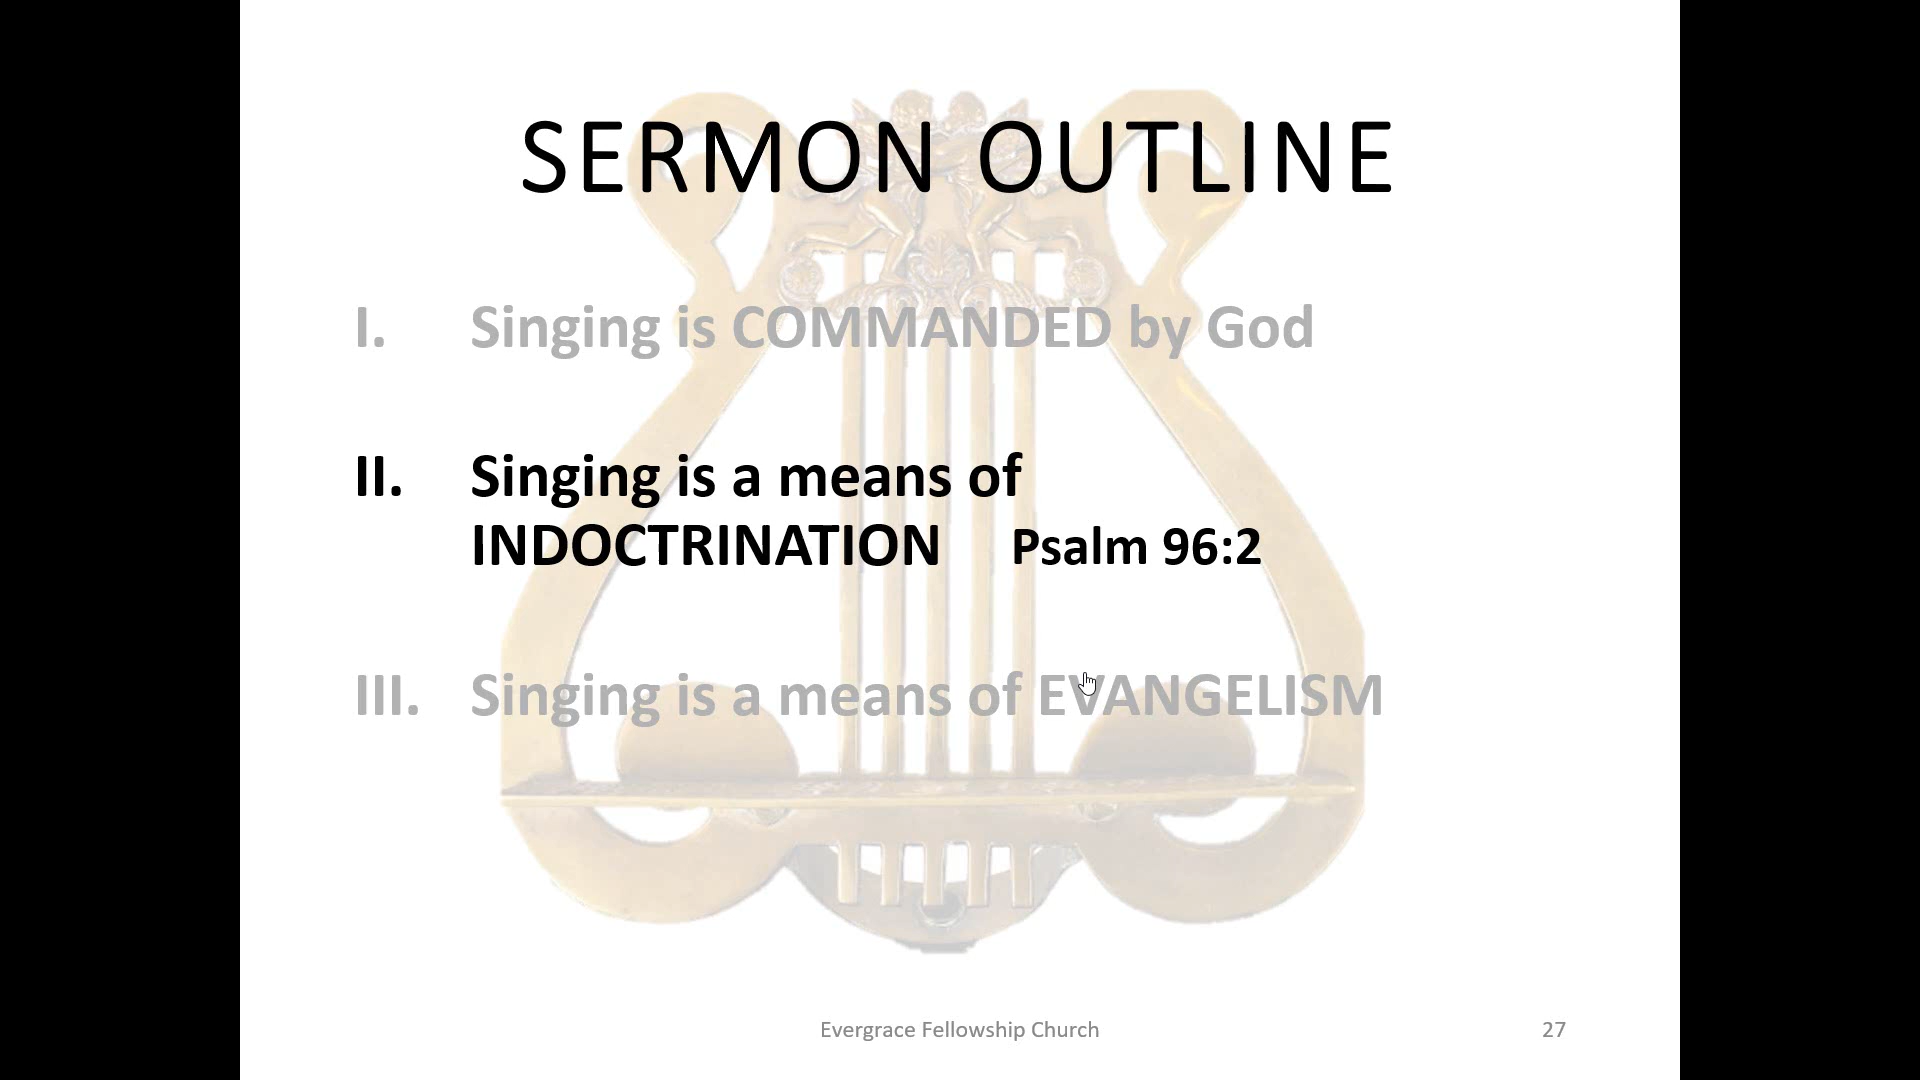 SERMON OUTLINE
I. Singing is COMMANDED by God
II. Singing is a means of
INDOCTRINATION Psalm 96:2
III. Singing is a means of EVANGELISM
Evergrace Fellowship Church
27